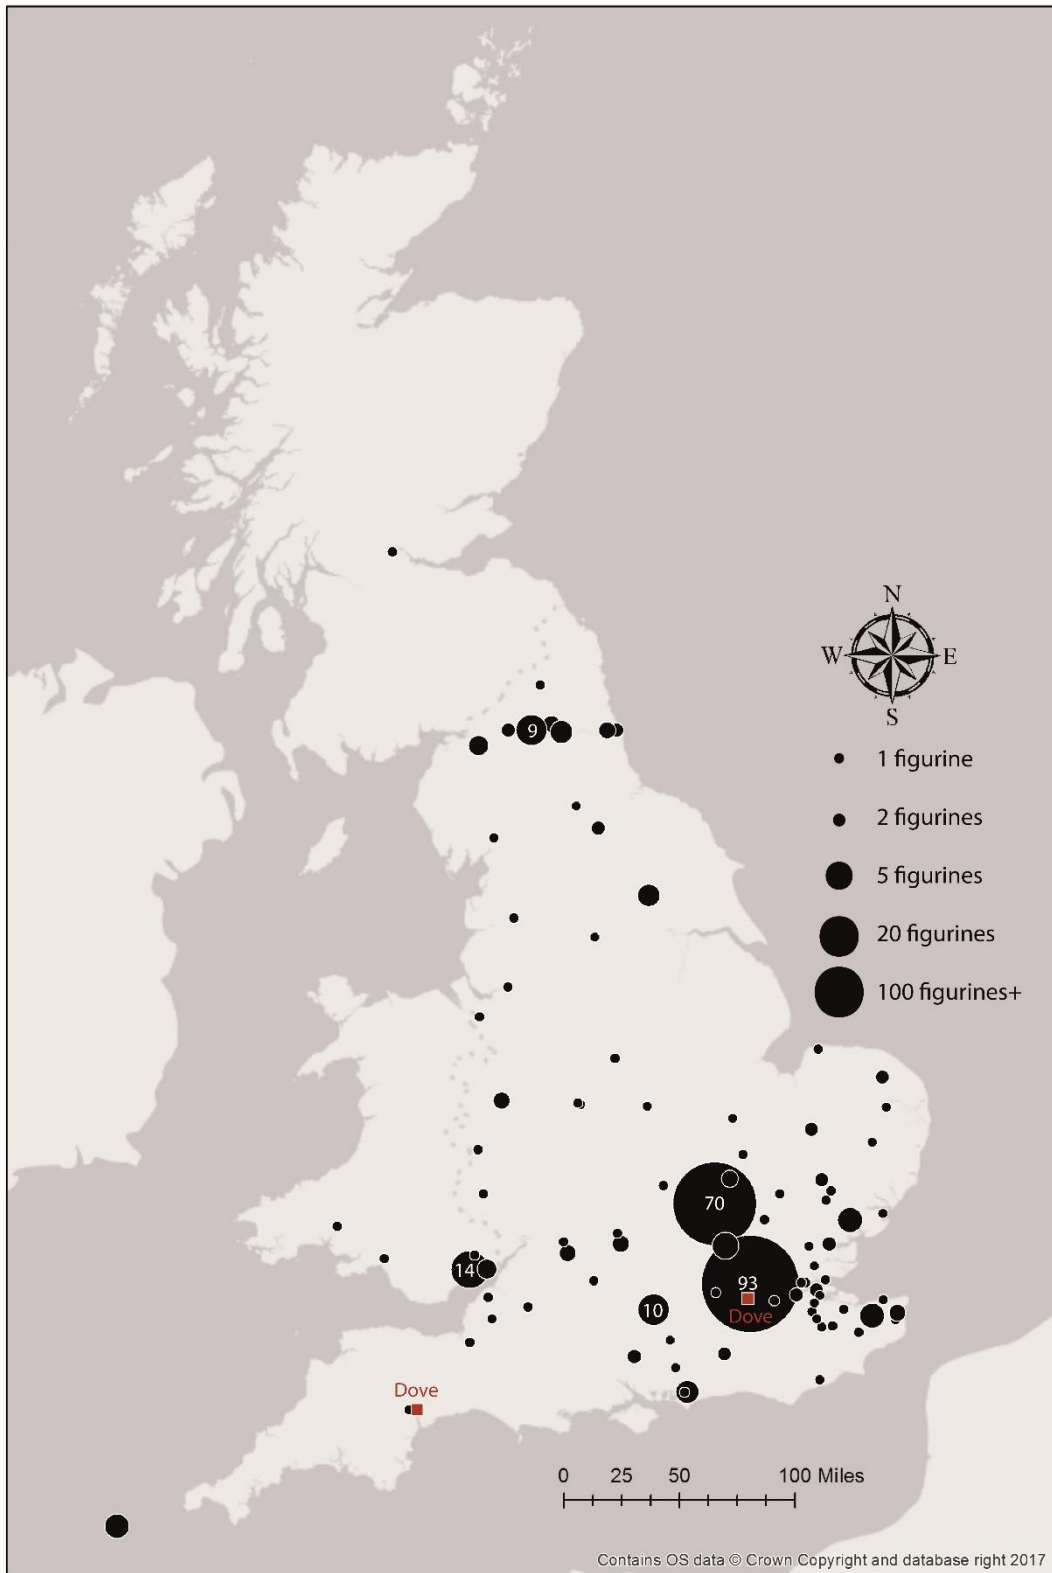 N
W
E
S
1 figurine
2 figurines
5 figurines
20 figurines
100 figurines+
9
70
14
93
Dove
10
Dove
0 25 50 100 Miles
Contains OS data © Crown Copyright and database right 2017